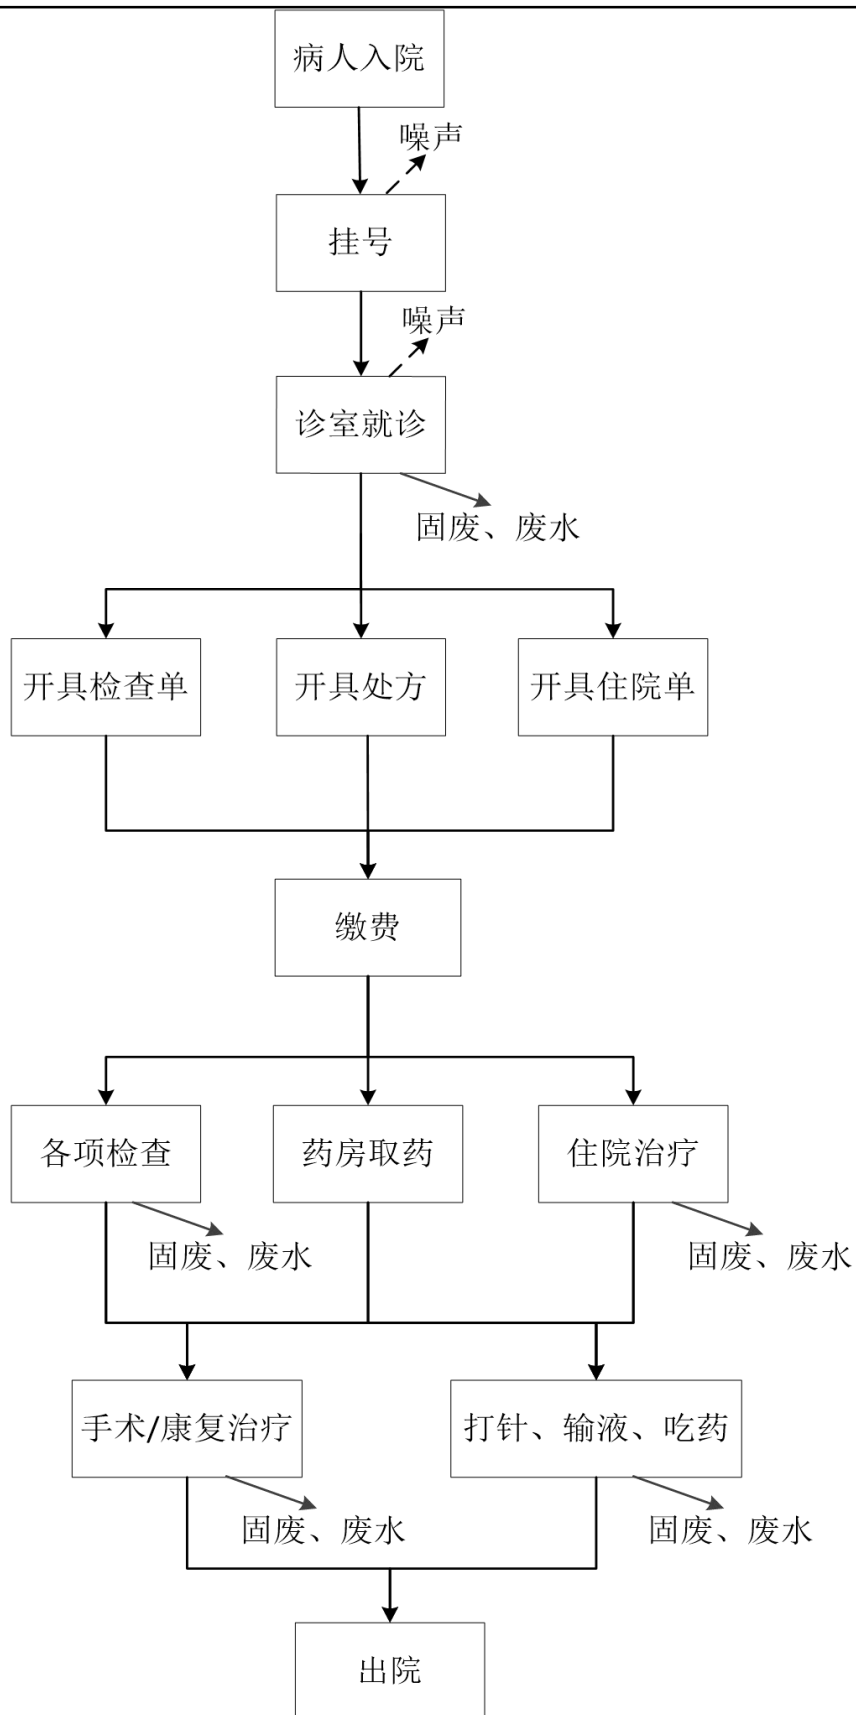 病人入院
噪声
挂号
噪声
诊室就诊
固废、废水
开具检查单
开具处方
开具住院单
缴费
各项检查
药房取药
住院治疗
固废、废水
固废、废水
手术/康复治疗
打针、输液、吃药
固废、废水
固废、废水
出院